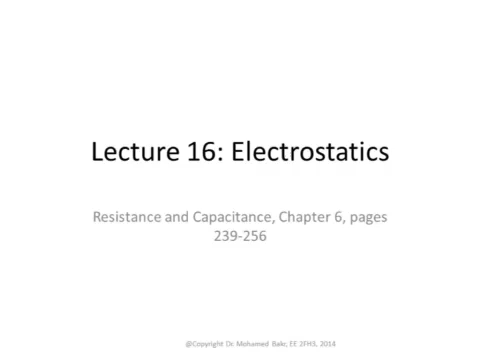 Lecture 16: Electrostatics
Resistance and Capacitance, Chapter 6, pages
239-256
@Copyright Dr. Mohamed Bakr, EE 2FH3, 2014